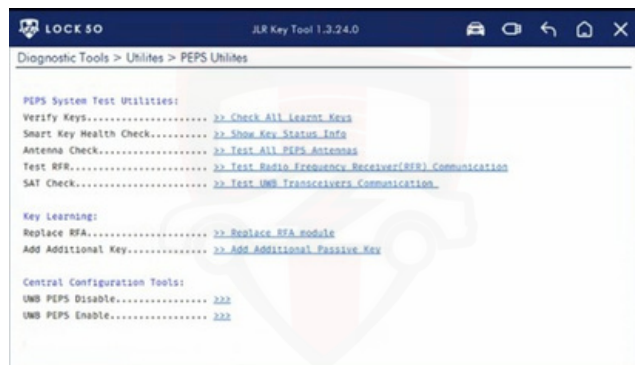 LOCK50
JLR Key Tool 1.3.24.0
Diagnostic Tools > Utilites > PEPS Utilites
PEPS System Test Utilities:
Verify Keys...................... >> Check All Learnt Keys
Smart Key Health Check.......... >> Show Key Status Info
Antenna Check.................... >> Test All PEPS Antennas
Test RFR......................... >> Test Radio Frequency Receiver(RFR) Communication
SAT Check........................ >> Test UWB Transceivers Communication
Key Learning:
Replace RFA...................... >> Replace RFA module
Add Additional Key.............. >> Add Additional Passive Key
Central Configuration Tools:
UWB PEPS Disable................ >>>
UWB PEPS Enable................. >>>